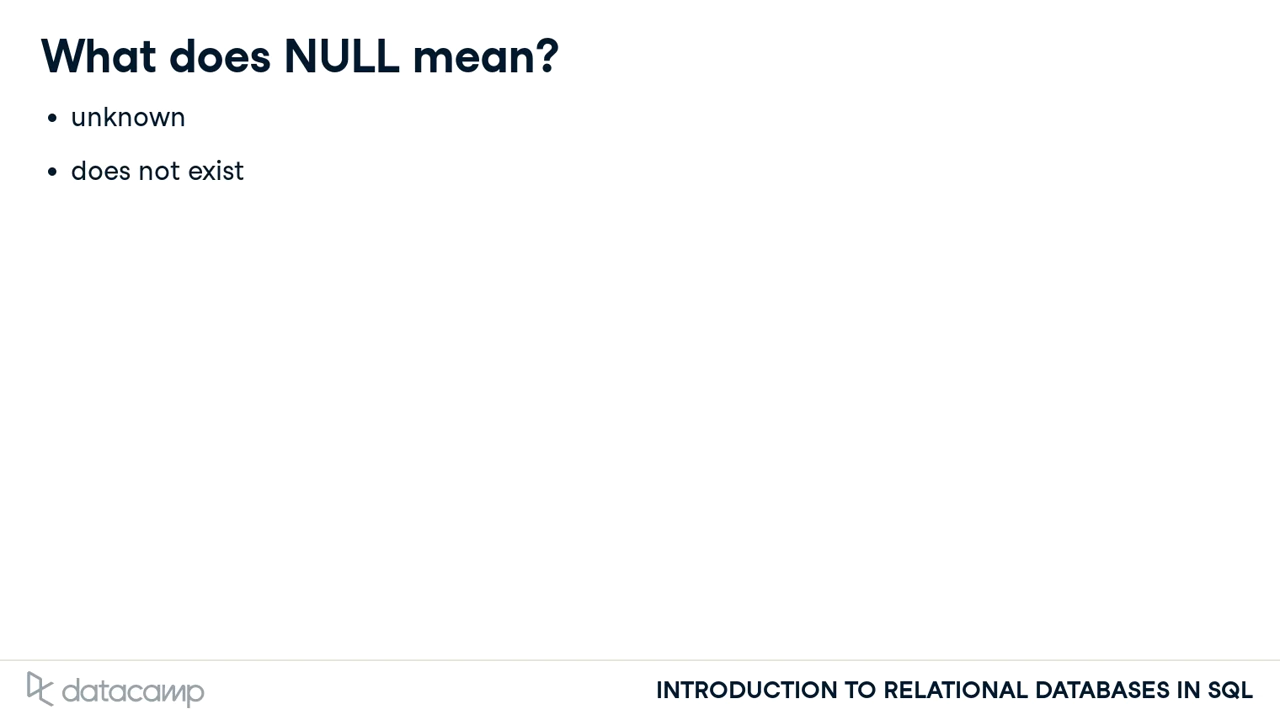 What does NULL mean?
• unknown
• does not exist
datacamp
INTRODUCTION TO RELATIONAL DATABASES IN SQL